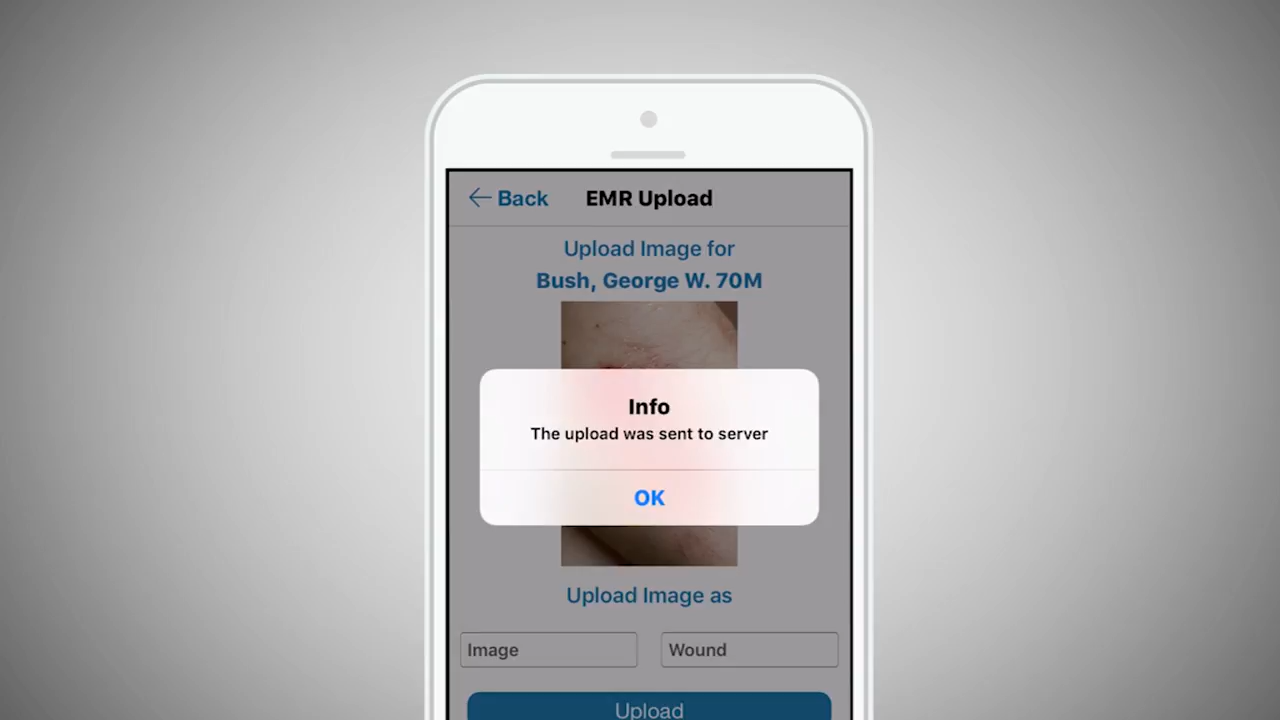 Back
EMR Upload
Upload Image for
Bush, George W. 70M
Info
The upload was sent to server
OK
Upload Image as
Image
Wound
Upload